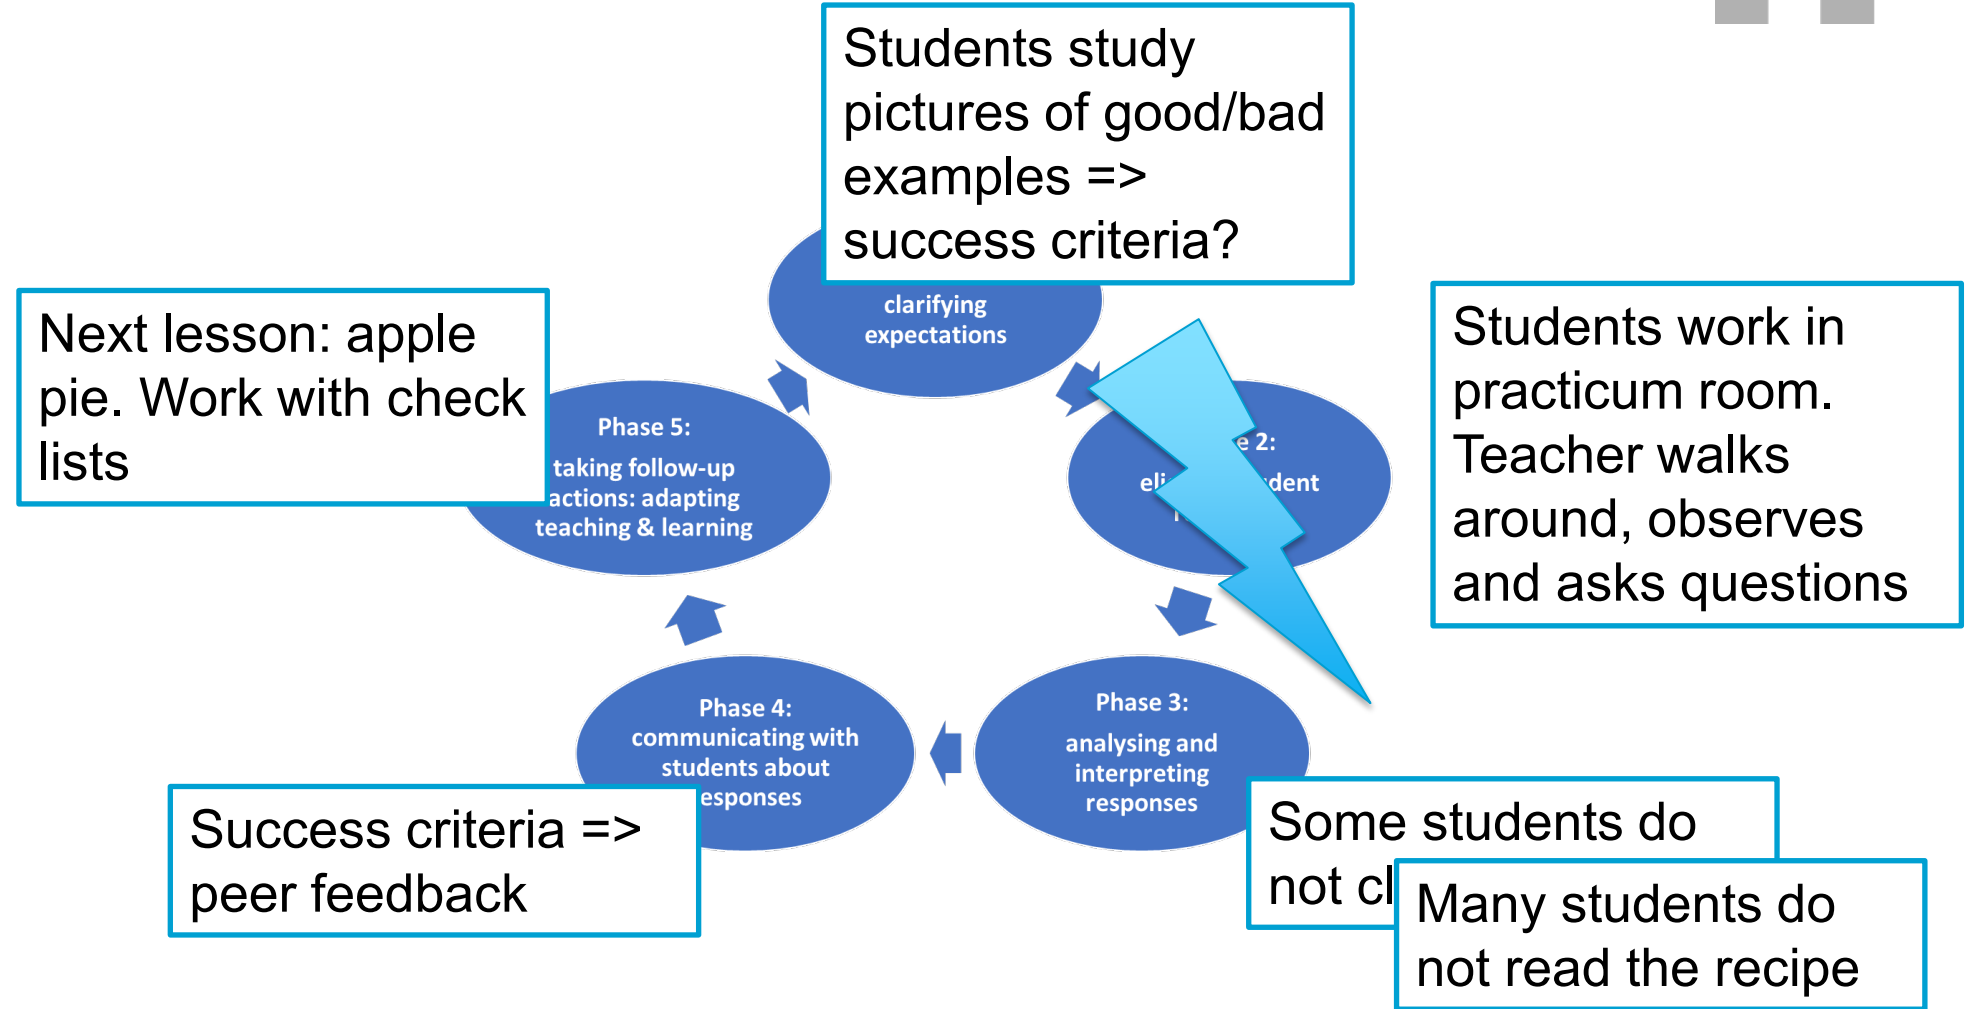 Students study
pictures of good/bad
examples =>
success criteria?
clarifying
expectations
Next lesson: apple
pie. Work with check
lists
Students work in
practicum room.
Teacher walks
around, observes
and asks questions
Phase 5:
taking follow-up
actions: adapting
teaching & learning
2:
Phase 4:
communicating with
students about
Phase 3:
analysing and
interpreting
responses
Success criteria =>
peer feedback
Some students do
not
Many students do
not read the recipe